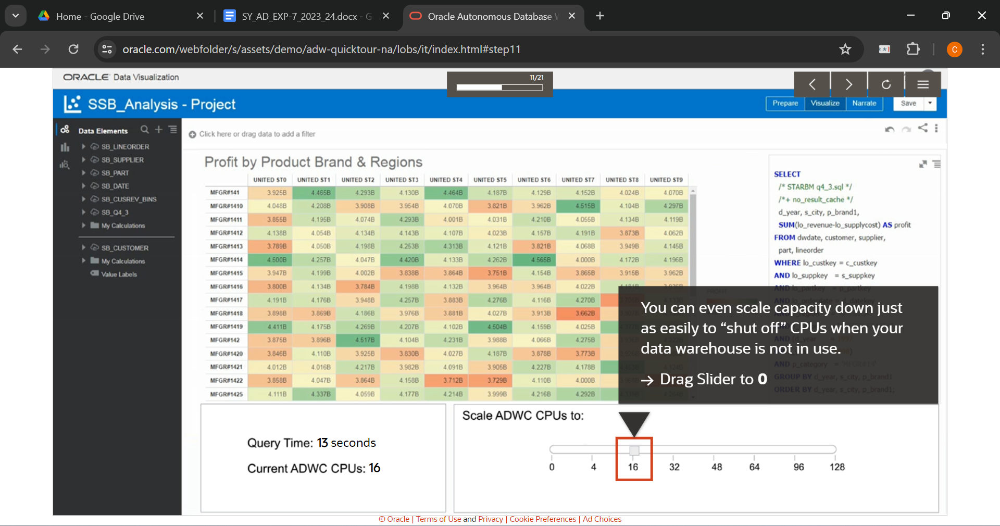 Home - Google Drive
SY_AD_EXP-7_2023_24.docx - G
Oracle Autonomous Database
oracle.com/webfolder/s/assets/demo/adw-quicktour-na/lobs/it/index.html#step11
C
ORACLE Data Visualization
11/21
SSB_Analysis - Project
Prepare Visualize Narrate Save
Data Elements
SB_LINEORDER
SB_SUPPLIER
SB_PART
SB_DATE
SB_CUSREV_BINS
SB_Q4_3
My Calculations
SB_CUSTOMER
My Calculations
Value Labels
Click here or drag data to add a filter
Profit by Product Brand & Regions
UNITED ST0 UNITED ST1 UNITED ST2 UNITED ST3 UNITED ST4 UNITED ST5 UNITED ST6 UNITED ST7 UNITED ST8 UNITED ST9
MFGR#141 3.925B 4.465B 4.293B 4.130B 4.464B 4.187B 4.129B 4.152B 4.024B 4.070B
MFGR#1410 4.048B 4.208B 3.908B 3.954B 4.070B 3.821B 3.962B 4.515B 4.104B 4.297B
MFGR#1411 3.855B 4.195B 4.074B 4.293B 4.001B 4.031B 4.210B 4.055B 4.134B 4.119B
MFGR#1412 4.138B 4.054B 4.134B 4.143B 4.107B 4.023B 4.157B 4.191B 3.873B 4.062B
MFGR#1413 3.789B 4.050B 4.198B 4.253B 4.313B 4.121B 3.821B 4.068B 3.949B 4.145B
MFGR#1414 4.500B 4.257B 4.047B 4.420B 4.133B 4.262B 4.565B 4.000B 4.172B 4.196B
MFGR#1415 3.947B 4.199B 4.002B 3.838B 3.864B 3.751B 4.154B 3.865B 3.915B 3.962B
MFGR#1416 3.800B 4.134B 3.784B 4.198B 4.132B 3.964B 3.964B 4.022B
MFGR#1417 4.191B 4.176B 3.948B 4.257B 3.883B 4.276B 4.116B 4.270B
MFGR#1418 3.898B 3.869B 4.186B 3.976B 3.881B 4.027B 3.913B 3.662B
MFGR#1419 4.411B 4.175B 4.269B 4.207B 4.102B 4.504B 4.159B 4.025B
MFGR#142 3.875B 3.896B 4.517B 4.104B 4.231B 3.988B 4.066B 4.275B
MFGR#1420 3.846B 4.110B 3.925B 3.830B 4.027B 4.187B 3.878B 3.773B
MFGR#1421 4.012B 4.016B 4.217B 3.982B 4.091B 3.905B 4.227B 4.178B
MFGR#1422 3.858B 4.047B 3.864B 4.158B 3.712B 3.729B 4.110B 4.000B
MFGR#1425 4.111B 4.337B 4.059B 4.177B 4.214B 3.999B 4.216B 4.292B
SELECT
/* STARBM q4_3.sql */
/*+ no_result_cache */
d_year, s_city, p_brand1,
SUM(lo_revenue-lo_supplycost) AS profit
FROM dwdate, customer, supplier,
part, lineorder
WHERE lo_custkey = c_custkey
AND lo_suppkey = s_suppkey
AND lo_partkey = p_partkey
AND p_category = "MFGR#14"
GROUP BY d_year, s_city, p_brand1
ORDER BY d_year, s_city, p_brand1;
You can even scale capacity down just
as easily to “shut off” CPUs when your
data warehouse is not in use.
→ Drag Slider to 0
Query Time: 13 seconds
Current ADWC CPUs: 16
Scale ADWC CPUs to:
0 4 16 32 48 64 96 128
© Oracle | Terms of Use and Privacy | Cookie Preferences | Ad Choices